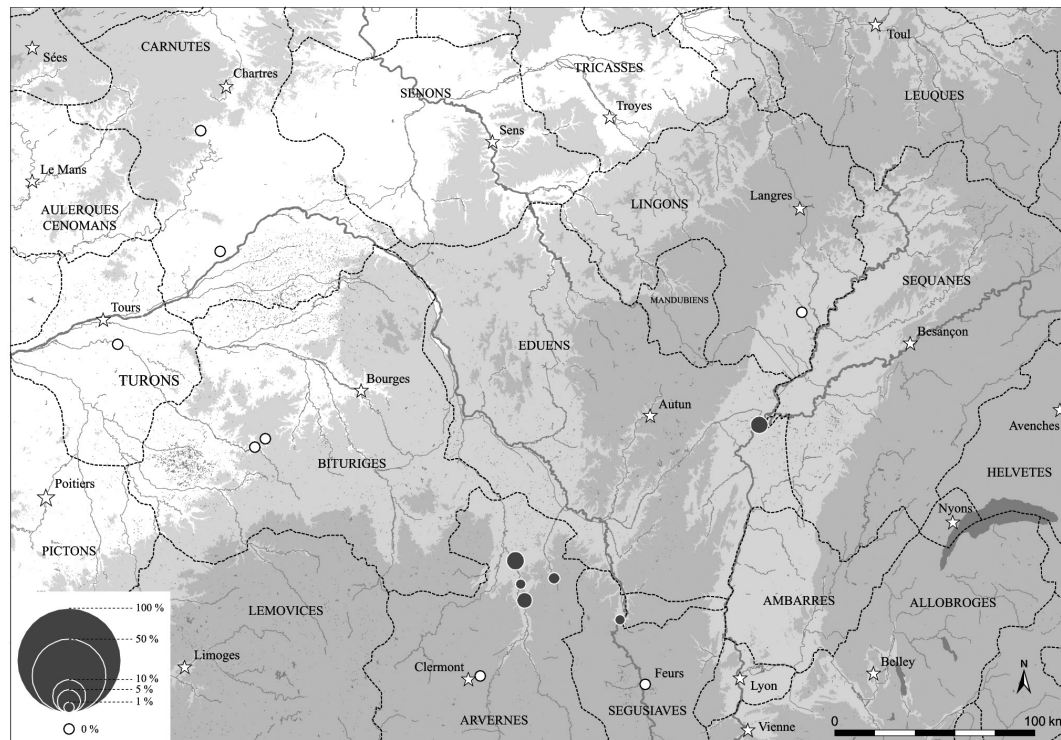 Toul
CARNUTES
Sées
Chartres
TRICASSES
SÉNONS
Troyes
LEUQUES
Sens
Le Mans
Langres
LINGONS
AULERQUES
CENOMANS
SEQUANES
MANDUBIENS
Tours
Besançon
EDUENS
TURONS
Bourges
Autun
Avenches
BITURIGES
HELVETES
Poitiers
Nyons
PICTONS
AMBARRES
ALLOBROGES
LEMOVICES
100 %
50 %
10 %
5 %
1 %
0 %
Limoges
Clermont
Feurs
Belley
Lyon
N
ARVERNES
SEGUSIAVES
Vienne
0
100 km